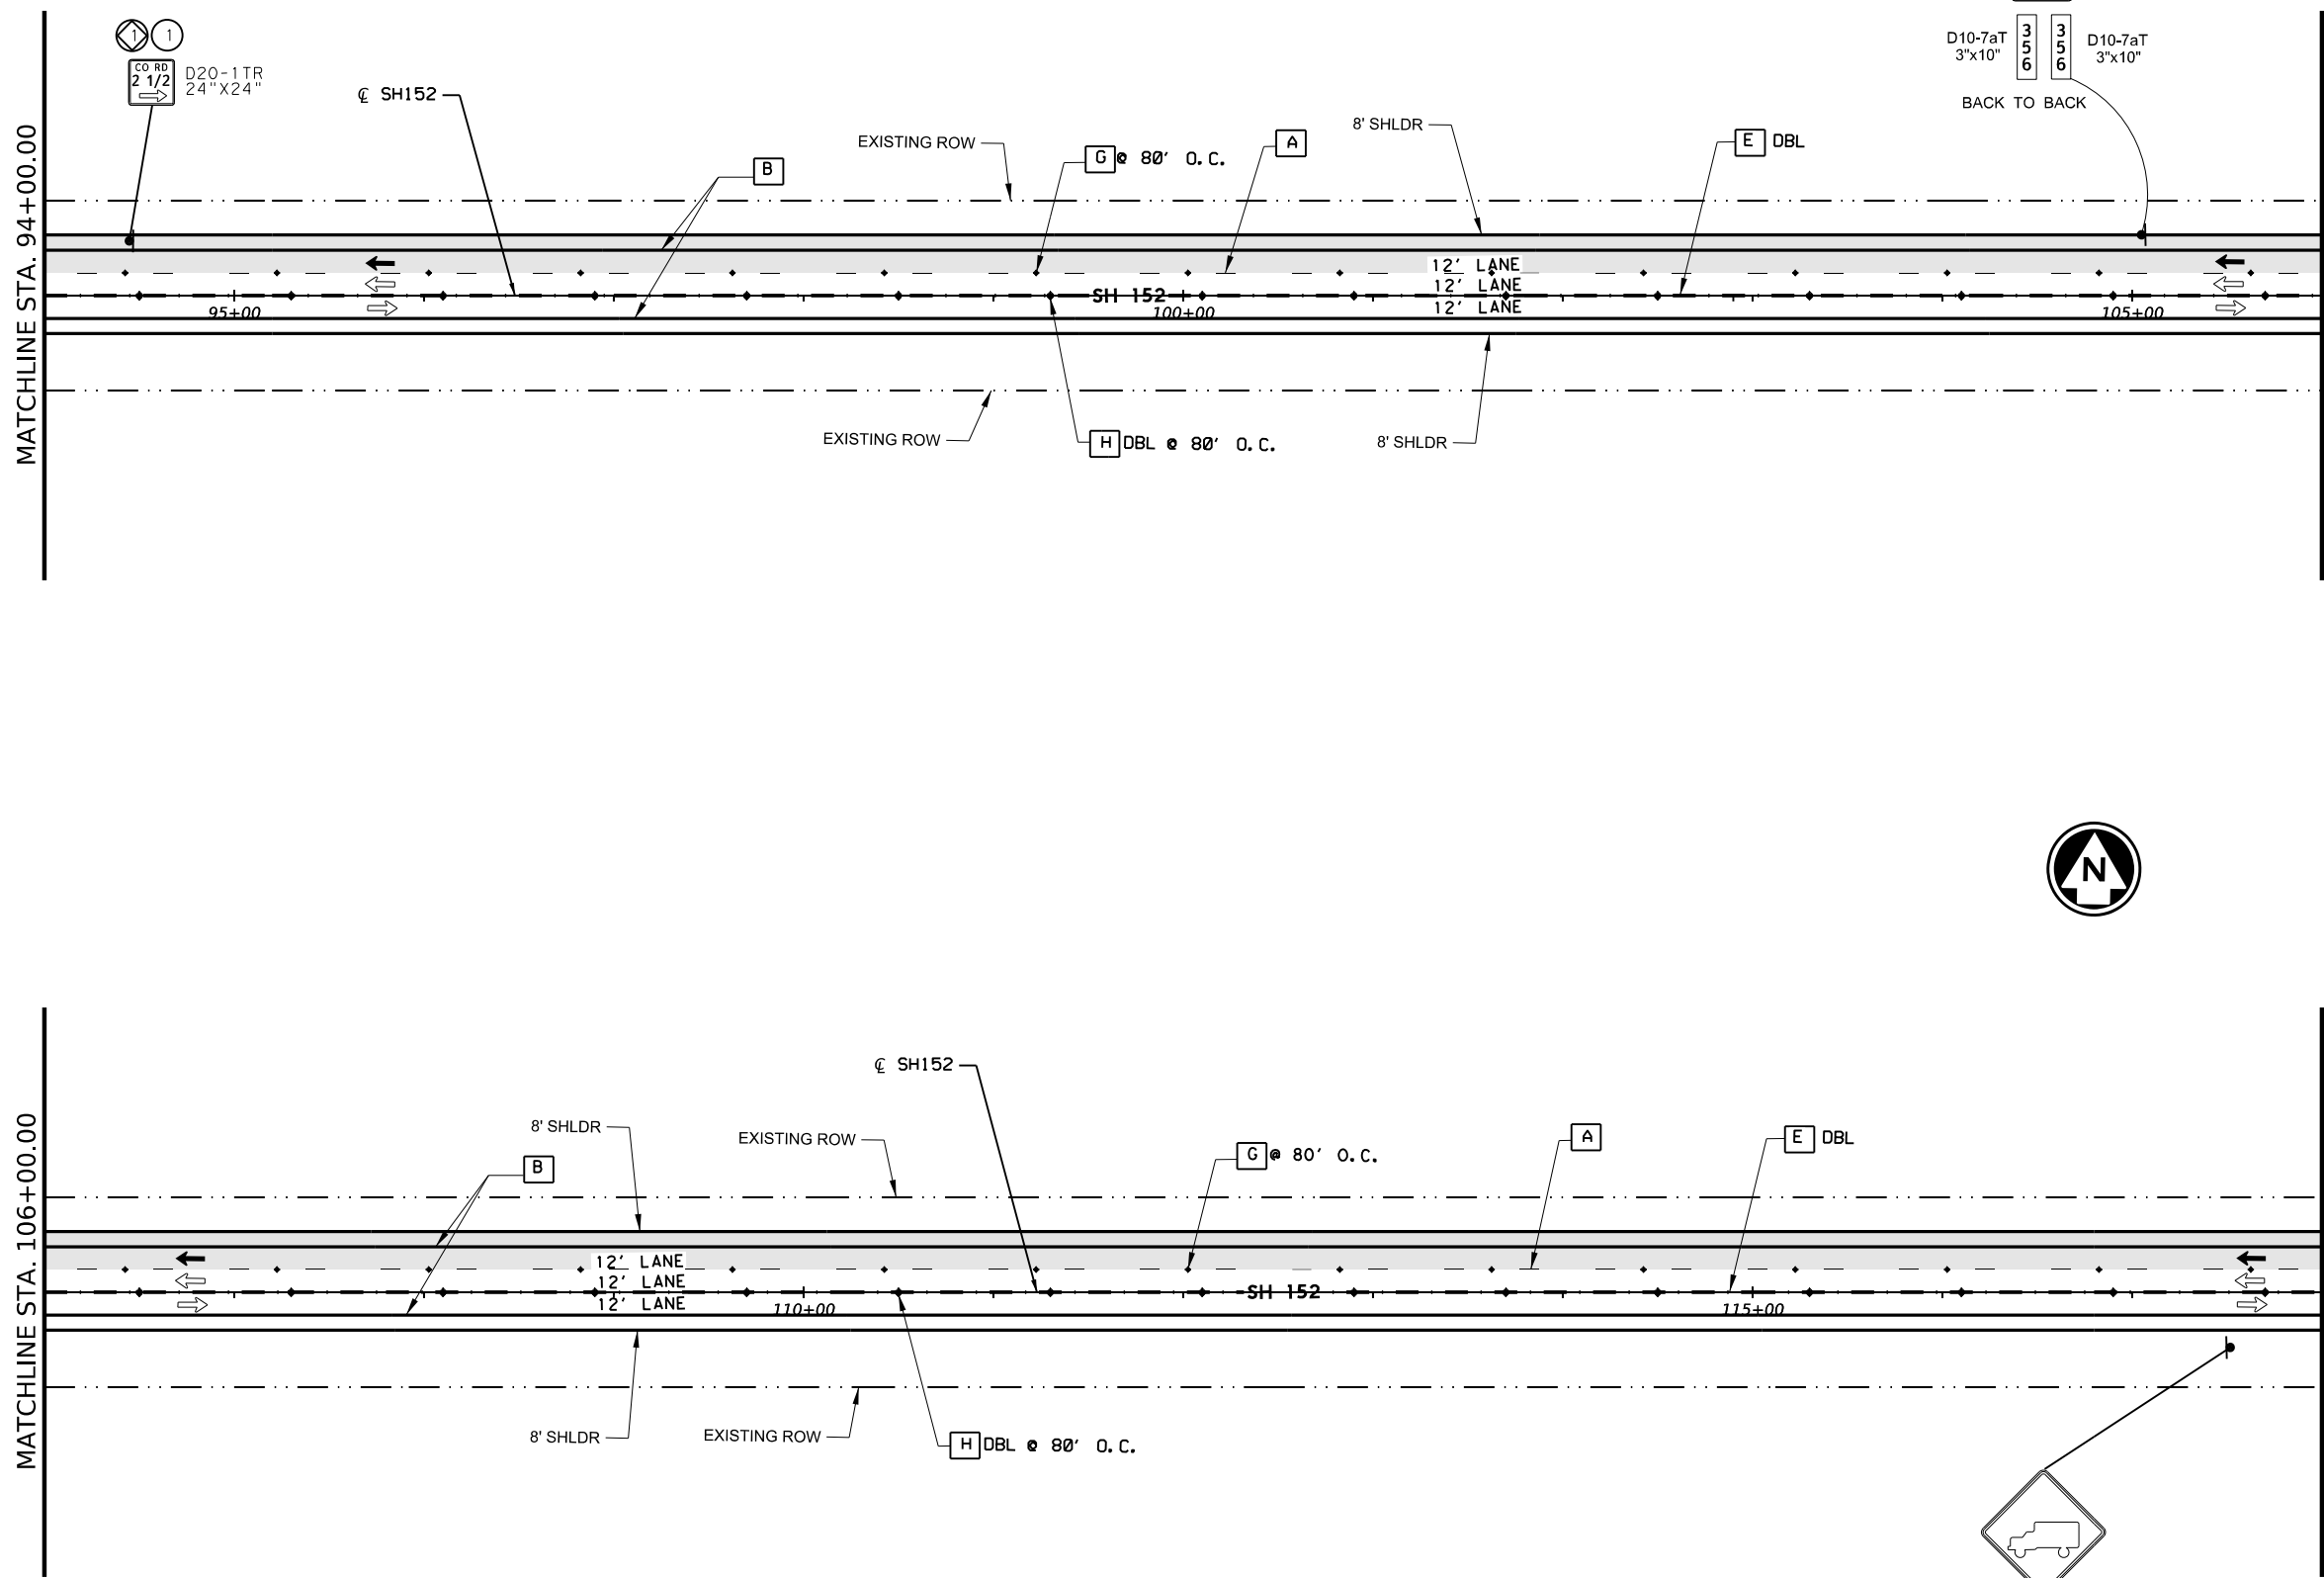 1 1
CO RD
2 1/2
D20-1TR
24"X24"
℄ SH152
D10-7aT
3"x10"
3
5
6
3
5
6
D10-7aT
3"x10"
BACK TO BACK
EXISTING ROW
B
G @ 80' O.C.
A
8' SHLDR
E DBL
MATCHLINE STA. 94+00.00
12' LANE
12' LANE
12' LANE
SH 152
95+00
100+00
105+00
EXISTING ROW
H DBL @ 80' O.C.
8' SHLDR
N
℄ SH152
8' SHLDR
EXISTING ROW
B
G @ 80' O.C.
A
E DBL
MATCHLINE STA. 106+00.00
12' LANE
12' LANE
12' LANE
SH 152
110+00
115+00
8' SHLDR
EXISTING ROW
H DBL @ 80' O.C.